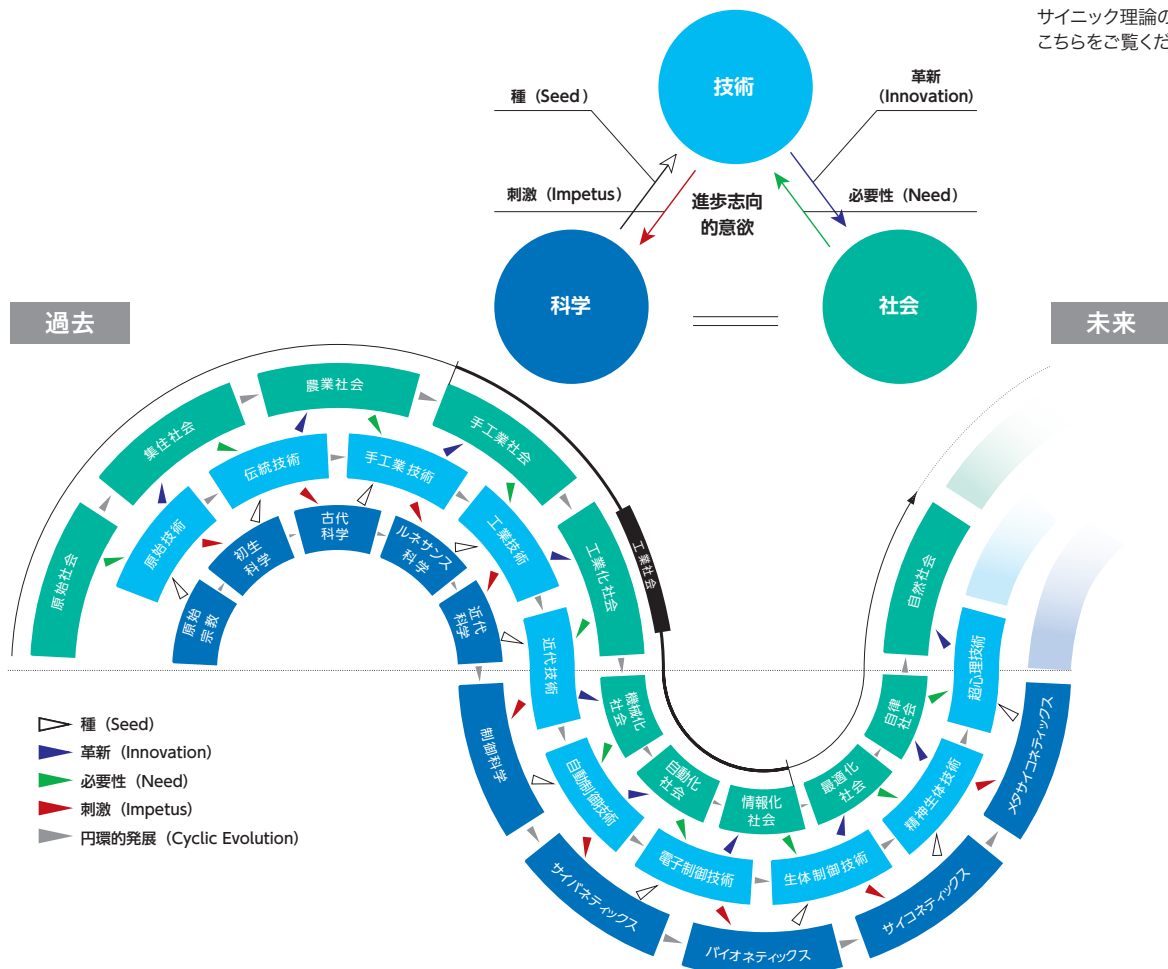 サイニック理論の
こちらをご覧くだ
技術
種（Seed）
革新
(Innovation)
刺激（Impetus）
進歩志向
的意欲
必要性（Need）
科学
社会
過去
未来
原始社会
集住社会
農業社会
手工業社会
工業化社会
工業社会
機械化
社会
自動化
社会
情報化
社会
最適化
社会
自律
社会
自然社会
原始技術
伝統技術
手工業技術
工業技術
近代技術
自動制御技術
電子制御技術
生体制御技術
精神生体技術
超心理技術
原始
宗教
初生
科学
古代
科学
ルネサンス
科学
近代
科学
制御科学
サイバネティックス
バイオネティックス
サイコネティックス
メタサイコネティックス
種（Seed）
革新（Innovation）
必要性（Need）
刺激（Impetus）
円環的発展（Cyclic Evolution）